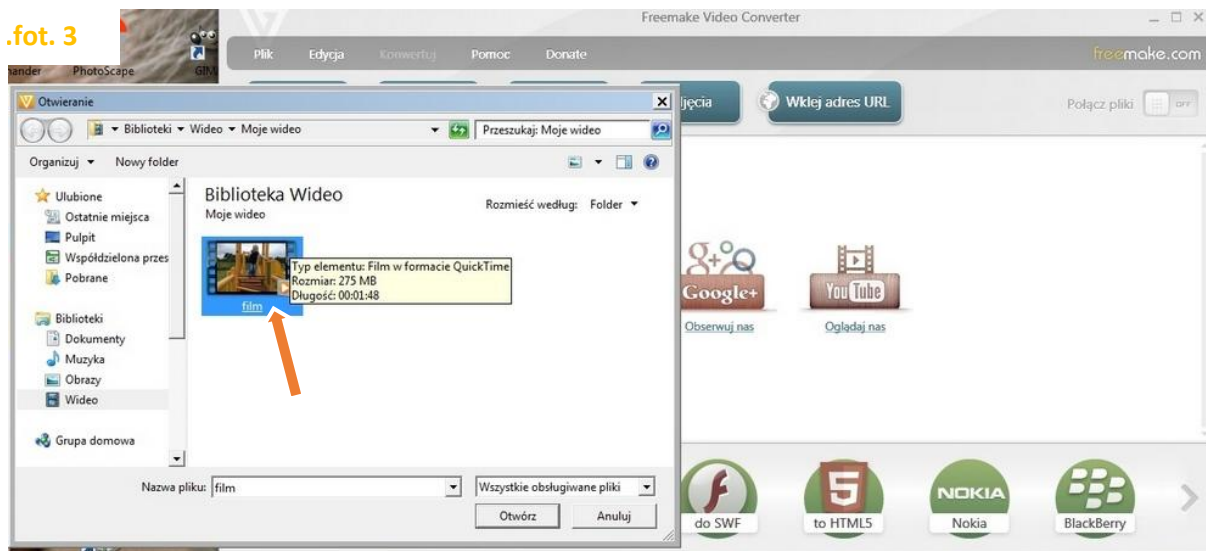 .fot. 3
Freemake Video Converter
Plik Edycja Konwertuj Pomoc Donate
freemake.com
PhotoScape
Wklej adres URL
Połącz pliki OFF
Otwieranie
Biblioteki Wideo Moje wideo
Przeszukaj: Moje wideo
Organizuj Nowy folder
Ulubione
Ostatnie miejsca
Pulpit
Współdzielona przes
Pobrane
Biblioteki
Dokumenty
Muzyka
Obrazy
Wideo
Grupa domowa
Biblioteka Wideo
Moje wideo
Rozmieść według: Folder
Typ elementu: Film w formacie QuickTime
Rozmiar: 275 MB
Długość: 00:01:48
film
Nazwa pliku: film
Wszystkie obsługiwane pliki
Otwórz Anuluj
g+
Google+
Obserwuj nas
You Tube
Oglądaj nas
do SWF
5
to HTML5
NOKIA
Nokia
BlackBerry